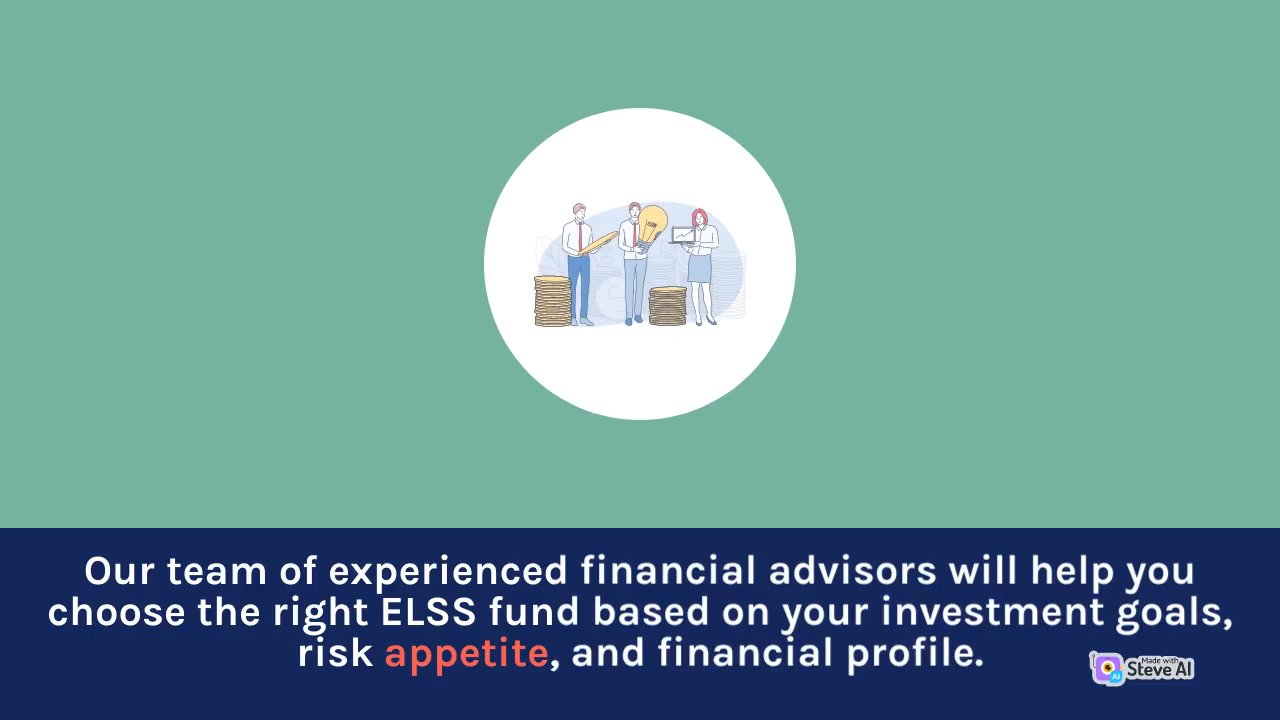 Our team of experienced financial advisors will help you
choose the right ELSS fund based on your investment goals,
risk appetite, and financial profile.
Made with
Steve AI
AI